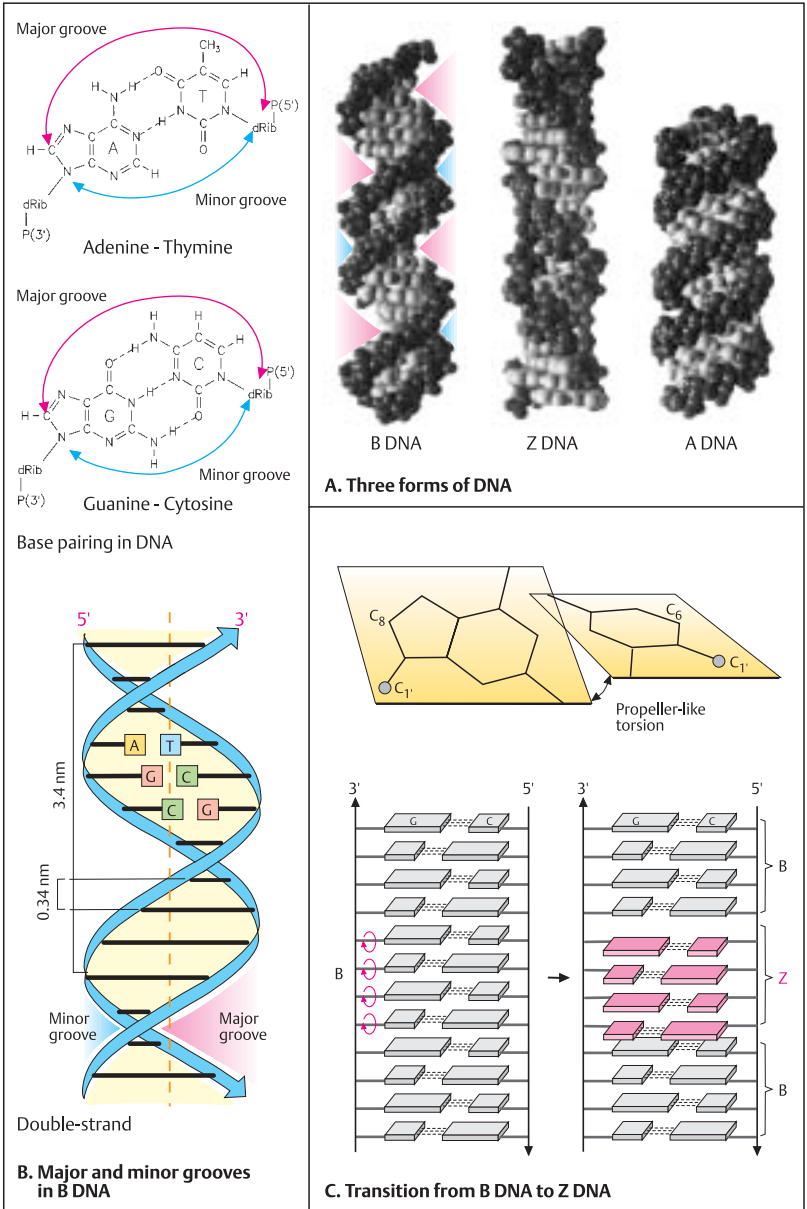 Major groove
CH₃
H
H
O
C
C
H
N
H
C
T
C
N
C
C
N
H
N
C
N
P(5')
dRib
H
C
A
O
N
C
C
N
H
Minor groove
dRib
P(3')
Adenine - Thymine
Major groove
H
H
O
H
N
C
C
H
N
C
C
C
N
P(5')
H
C
C
N
H
N
C
dRib
G
N
C
C
O
N
N
H
H
Minor groove
dRib
P(3')
Guanine - Cytosine
Base pairing in DNA
5'
3'
A
T
G
C
C
G
3.4 nm
0.34 nm
Minor
groove
Major
groove
Double-strand
B. Major and minor grooves
in B DNA
B DNA
Z DNA
A DNA
A. Three forms of DNA
C₈
C₁'
C₆
C₁'
Propeller-like
torsion
3'
5'
3'
5'
G
C
G
C
B
B
Z
B
C. Transition from B DNA to Z DNA